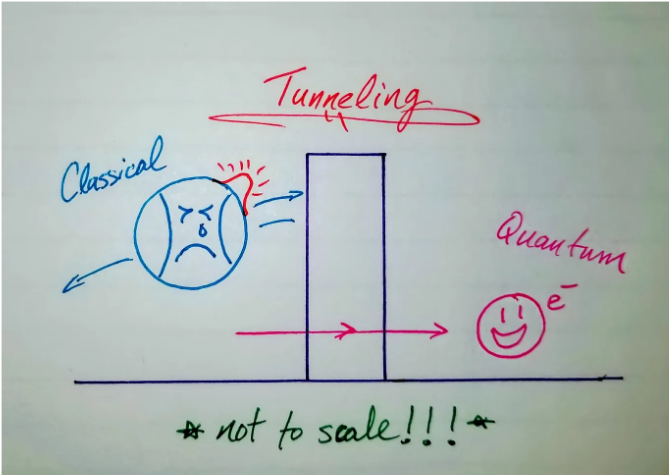 Tunneling
Classical
Quantum
e⁻
* not to scale!!! *